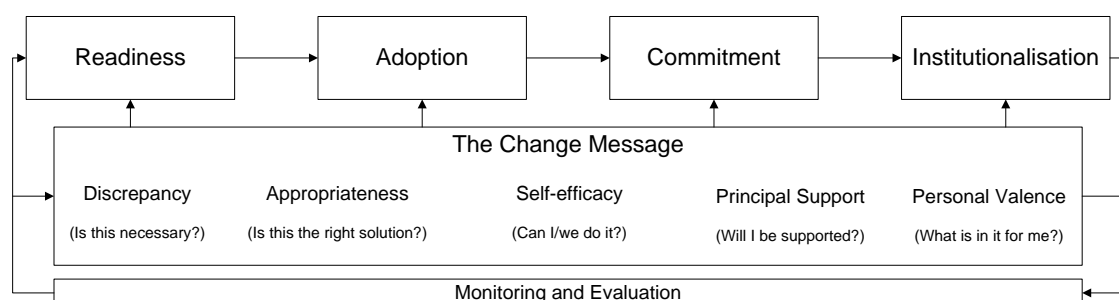 Readiness
Adoption
Commitment
Institutionalisation
The Change Message
Discrepancy
(Is this necessary?)
Appropriateness
(Is this the right solution?)
Self-efficacy
(Can I/we do it?)
Principal Support
(Will I be supported?)
Personal Valence
(What is in it for me?)
Monitoring and Evaluation